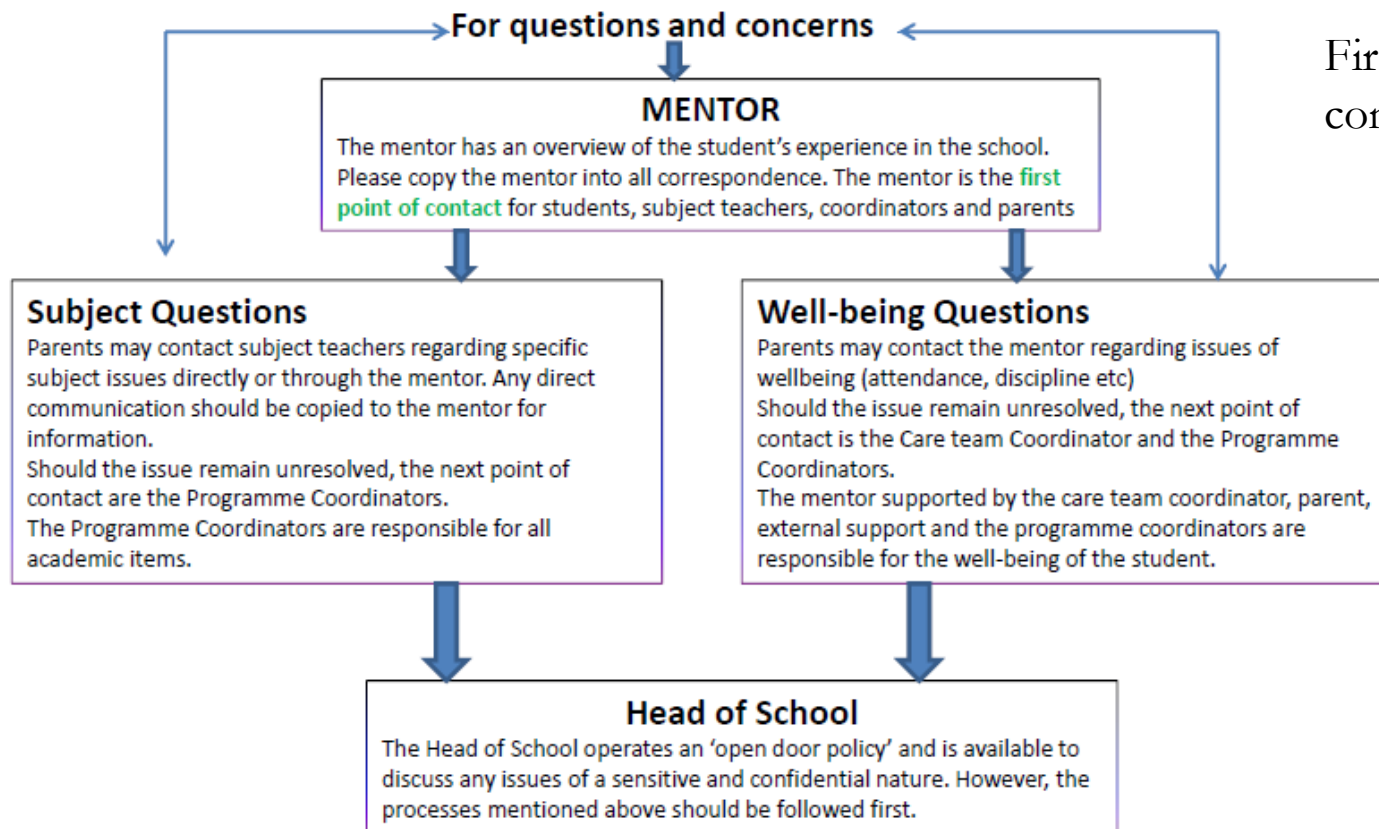 For questions and concerns
MENTOR
The mentor has an overview of the student's experience in the school.
Please copy the mentor into all correspondence. The mentor is the first
point of contact for students, subject teachers, coordinators and parents
Subject Questions
Parents may contact subject teachers regarding specific
subject issues directly or through the mentor. Any direct
communication should be copied to the mentor for
information.
Should the issue remain unresolved, the next point of
contact are the Programme Coordinators.
The Programme Coordinators are responsible for all
academic items.
Well-being Questions
Parents may contact the mentor regarding issues of
wellbeing (attendance, discipline etc)
Should the issue remain unresolved, the next point of
contact is the Care team Coordinator and the Programme
Coordinators.
The mentor supported by the care team coordinator, parent,
external support and the programme coordinators are
responsible for the well-being of the student.
Head of School
The Head of School operates an 'open door policy' and is available to
discuss any issues of a sensitive and confidential nature. However, the
processes mentioned above should be followed first.